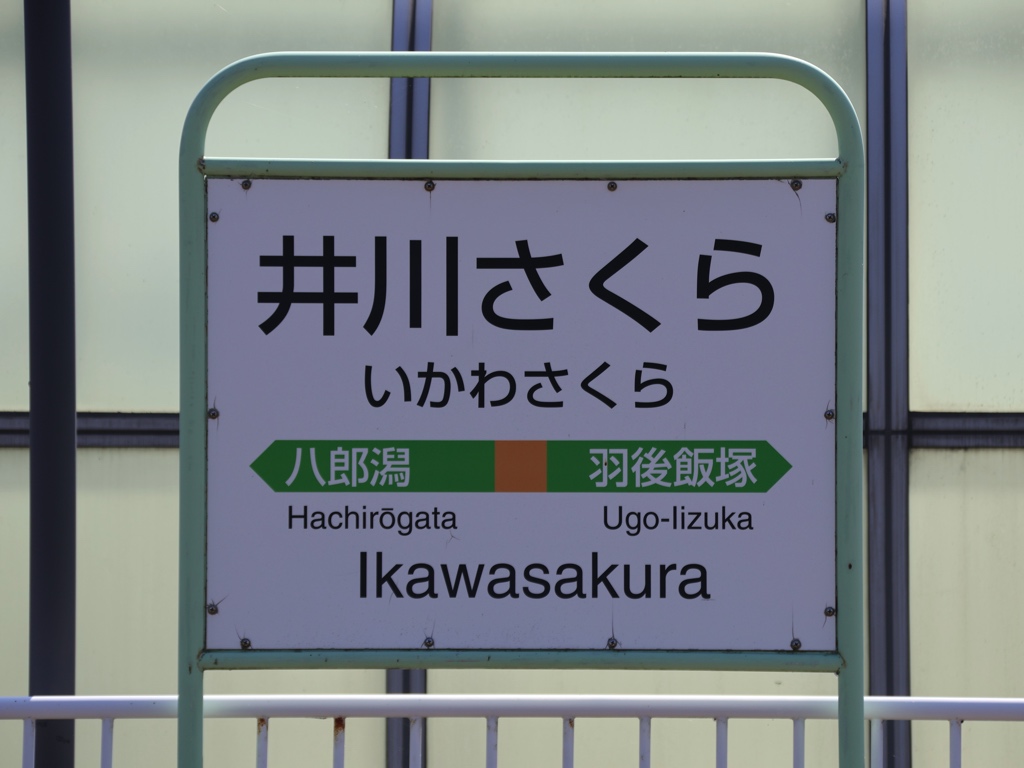 井川さくら
いかわさくら
八郎潟 羽後飯塚
Hachirōgata Ugo-Iizuka
Ikawasakura